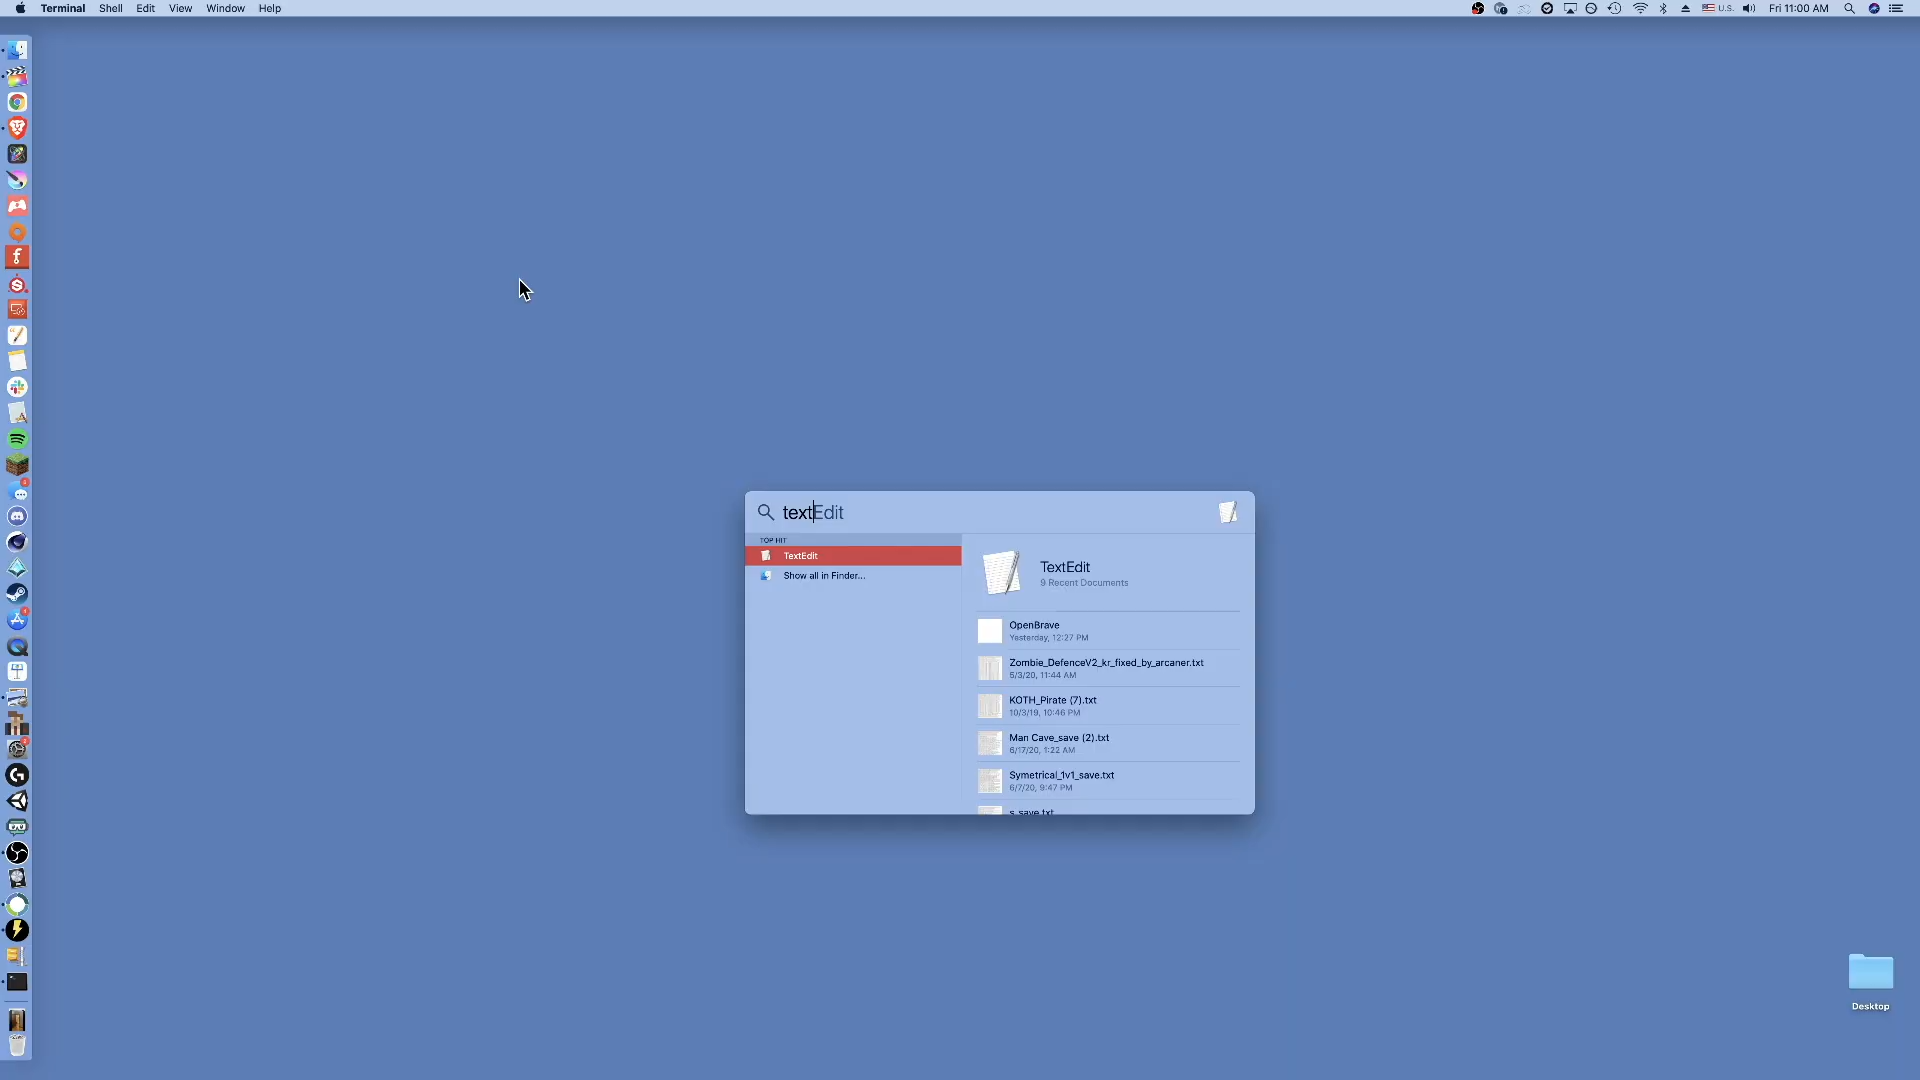 Terminal Shell Edit View Window Help
U.S. Fri 11:00 AM
textEdit
TOP HIT
TextEdit
Show all in Finder...
TextEdit
9 Recent Documents
OpenBrave
Yesterday, 12:27 PM
Zombie_DefenceV2_kr_fixed_by_arcaner.txt
5/3/20, 11:44 AM
KOTH_Pirate (7).txt
10/3/19, 10:46 PM
Man Cave_save (2).txt
6/17/20, 1:22 AM
Symetrical_1v1_save.txt
6/7/20, 9:47 PM
s_save.txt
Desktop